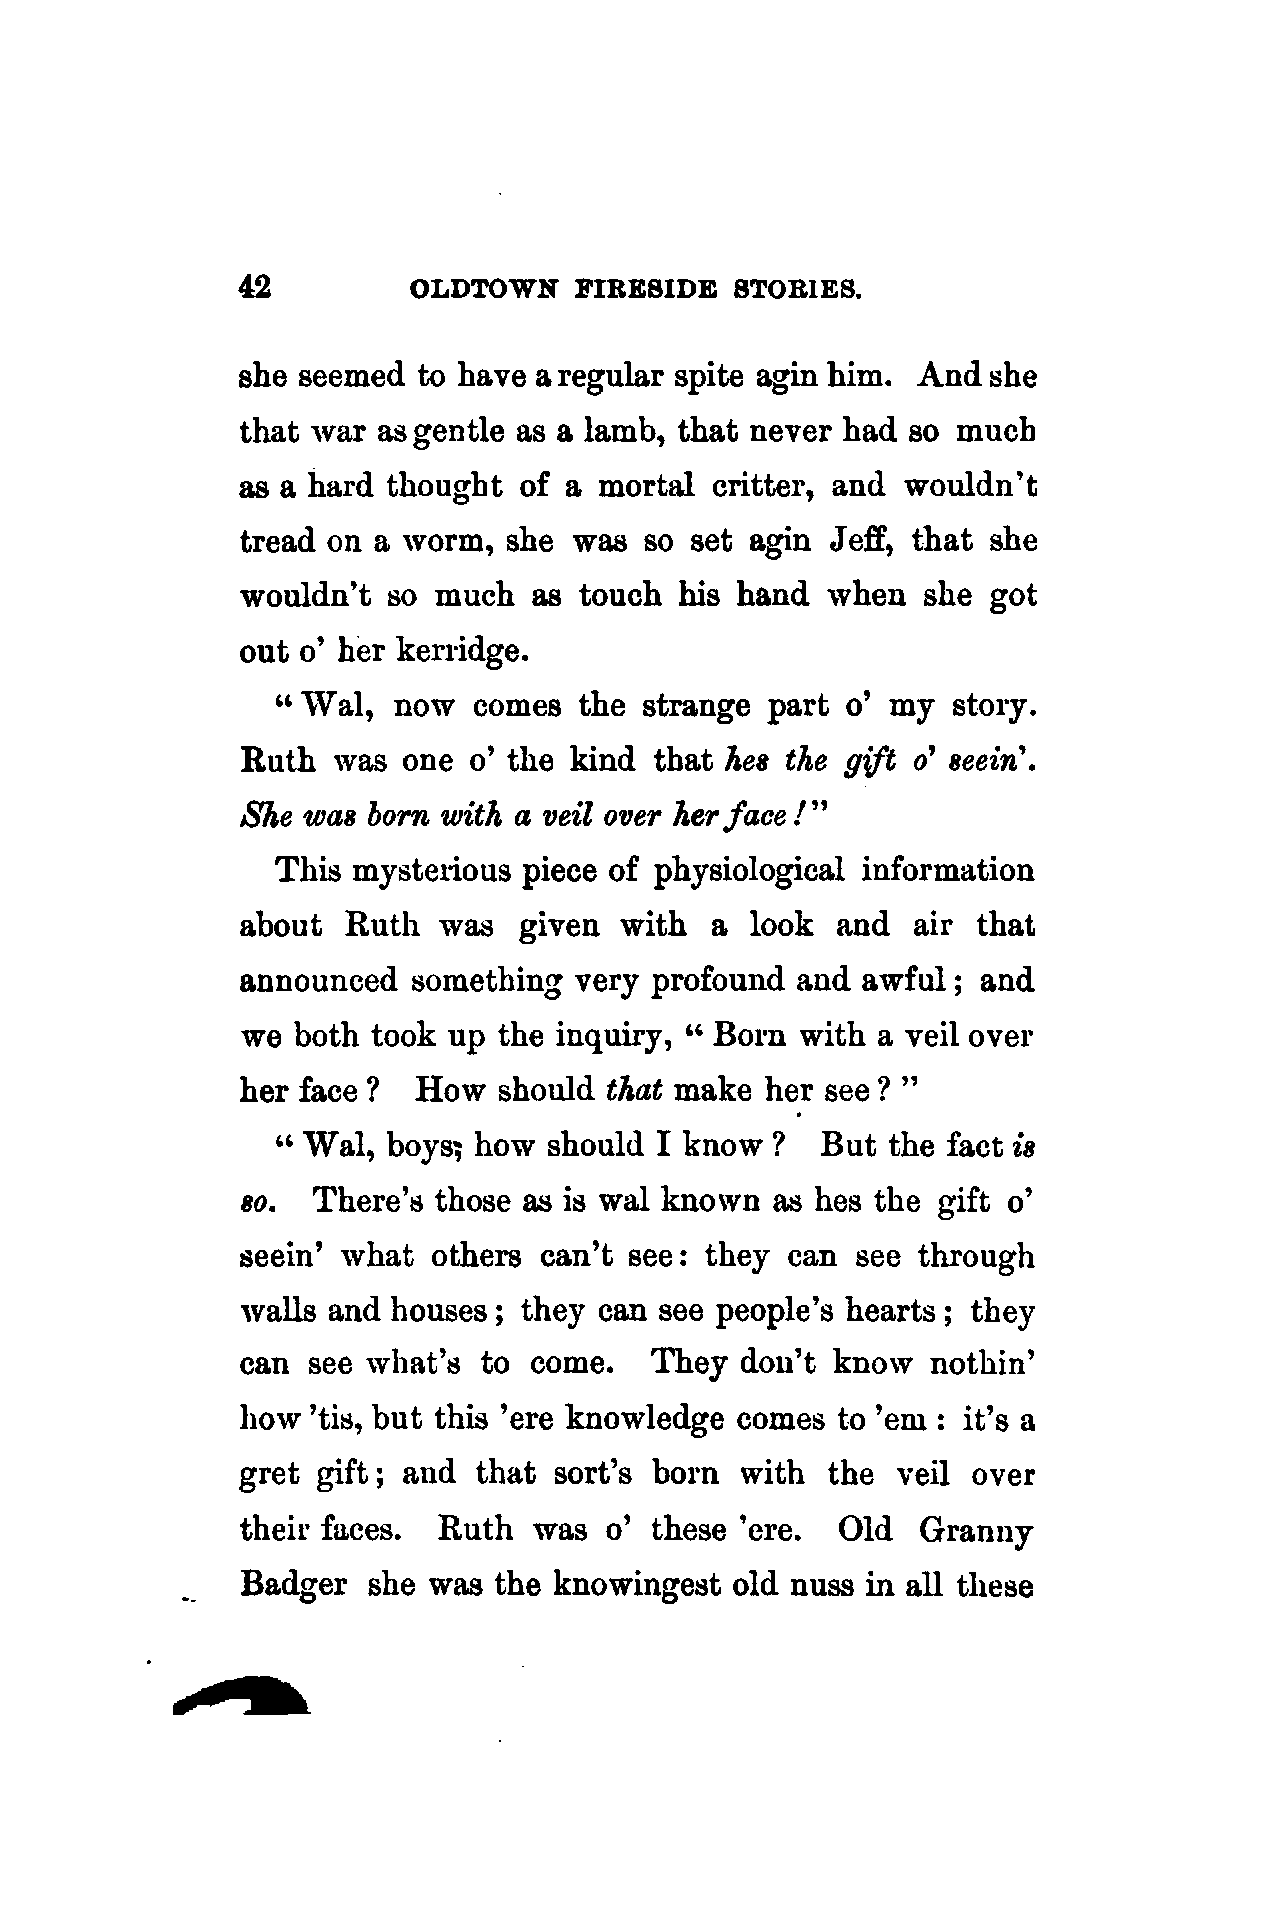 42 OLDTOWN FIRESIDE STORIES.
she seemed to have a regular spite agin him. And she
that war as gentle as a lamb, that never had so much
as a hard thought of a mortal critter, and wouldn't
tread on a worm, she was so set agin Jeff, that she
wouldn't so much as touch his hand when she got
out o' her kerridge.
"Wal, now comes the strange part o' my story.
Ruth was one o' the kind that hes the gift o' seein'.
She was born with a veil over her face!"
This mysterious piece of physiological information
about Ruth was given with a look and air that
announced something very profound and awful; and
we both took up the inquiry, "Born with a veil over
her face? How should that make her see?"
"Wal, boys, how should I know? But the fact is
so. There's those as is wal known as hes the gift o'
seein' what others can't see: they can see through
walls and houses; they can see people's hearts; they
can see what's to come. They don't know nothin'
how 'tis, but this 'ere knowledge comes to 'em: it's a
gret gift; and that sort's born with the veil over
their faces. Ruth was o' these 'ere. Old Granny
Badger she was the knowingest old nuss in all these